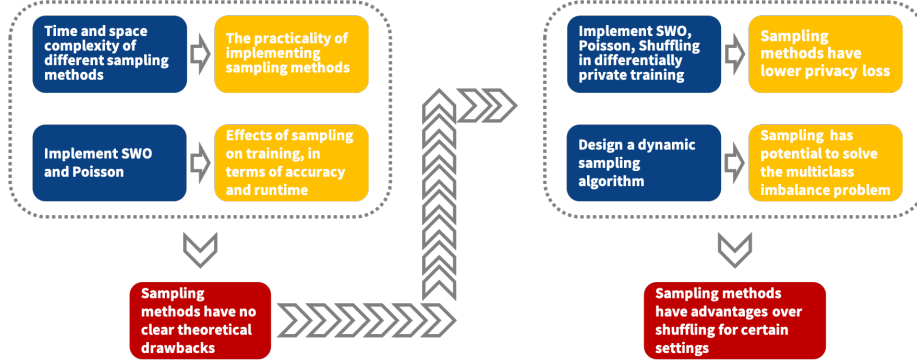 Time and space
complexity of
different sampling
methods
The practicality of
implementing
sampling methods
Implement SWO
and Poisson
Effects of sampling
on training, in
terms of accuracy
and runtime
Sampling
methods have no
clear theoretical
drawbacks
Implement SWO,
Poisson, Shuffling
in differentially
private training
Sampling
methods have
lower privacy loss
Design a dynamic
sampling
algorithm
Sampling has
potential to solve
the multiclass
imbalance problem
Sampling methods
have advantages over
shuffling for certain
settings